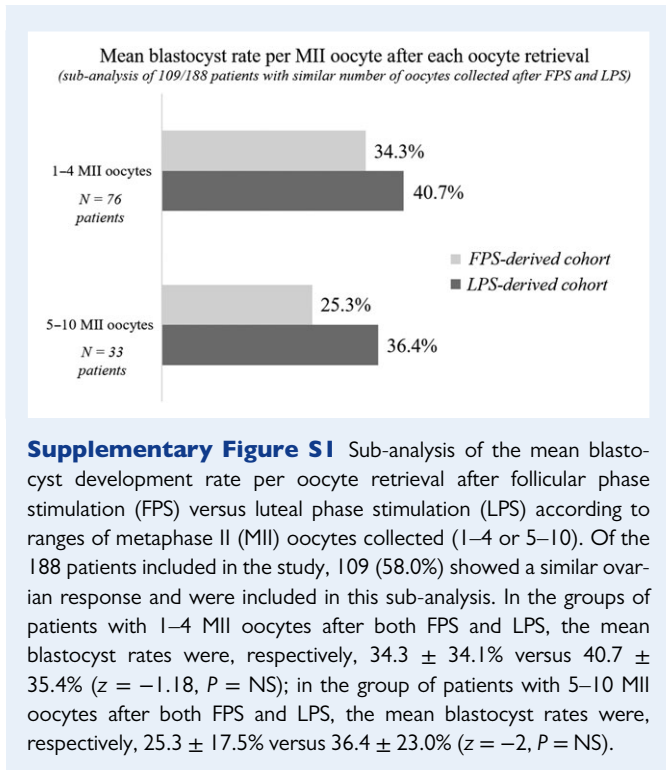 Mean blastocyst rate per MII oocyte after each oocyte retrieval
(sub-analysis of 109/188 patients with similar number of oocytes collected after FPS and LPS)
34.3%
1–4 MII oocytes
40.7%
N = 76
patients
FPS-derived cohort
LPS-derived cohort
25.3%
5-10 MII oocytes
36.4%
N = 33
patients
Supplementary Figure S1 Sub-analysis of the mean blasto-
cyst development rate per oocyte retrieval after follicular phase
stimulation (FPS) versus luteal phase stimulation (LPS) according to
ranges of metaphase II (MII) oocytes collected (1–4 or 5–10). Of the
188 patients included in the study, 109 (58.0%) showed a similar ovar-
ian response and were included in this sub-analysis. In the groups of
patients with 1–4 MII oocytes after both FPS and LPS, the mean
blastocyst rates were, respectively, 34.3 ± 34.1% versus 40.7 ±
35.4% (z = −1.18, P = NS); in the group of patients with 5–10 MII
oocytes after both FPS and LPS, the mean blastocyst rates were,
respectively, 25.3 ± 17.5% versus 36.4 ± 23.0% (z = −2, P = NS).